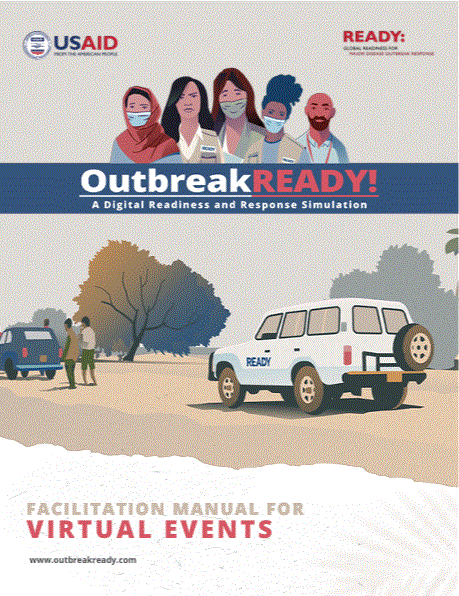 USAID
FROM THE AMERICAN PEOPLE
READY:
GLOBAL READINESS FOR
MAJOR DISEASE OUTBREAK RESPONSE
READY
OutbreakREADY!
A Digital Readiness and Response Simulation
READY
FACILITATION MANUAL FOR
VIRTUAL EVENTS
www.outbreakready.com